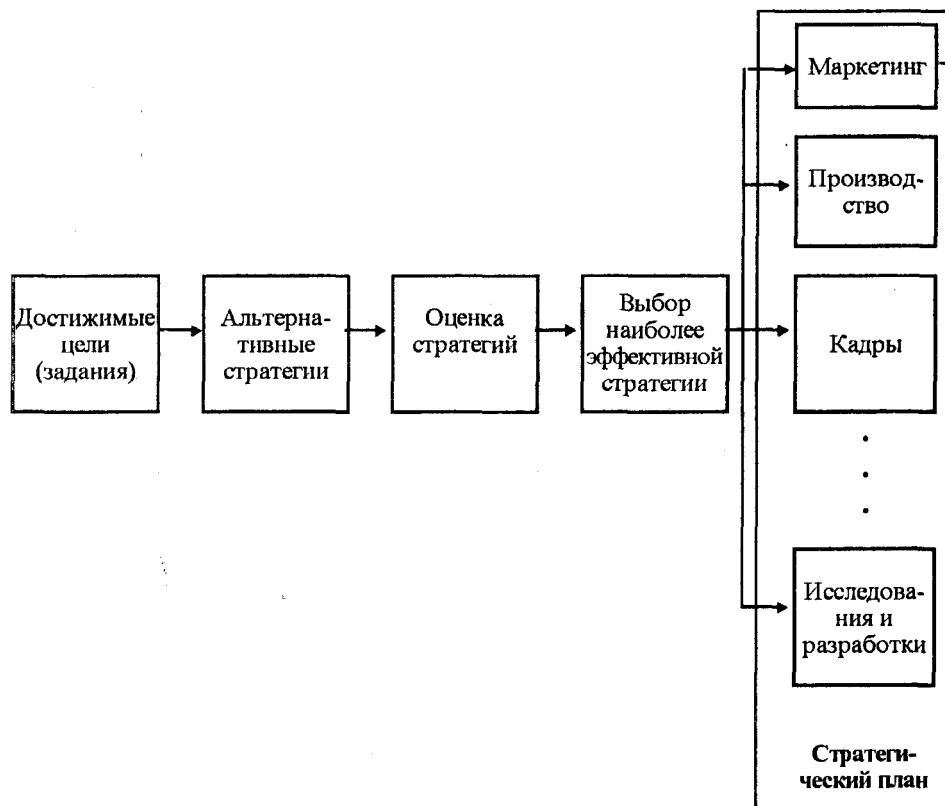 Маркетинг
Производ-
ство
Достижимые
цели
(задания)
Альтерна-
тивные
стратегии
Оценка
стратегий
Выбор
наиболее
эффективной
стратегии
Кадры
Исследова-
ния и
разработки
Стратеги-
ческий план